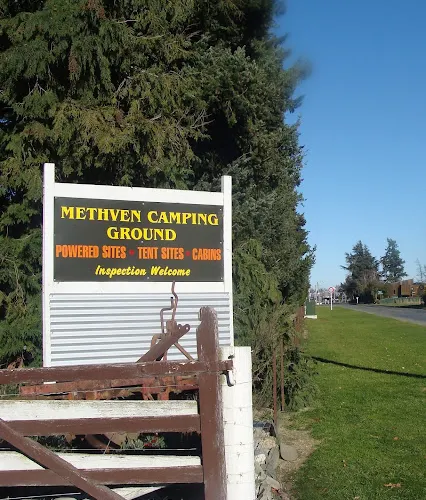 METHVEN CAMPING
GROUND
POWERED SITES • TENT SITES • CABINS
Inspection Welcome